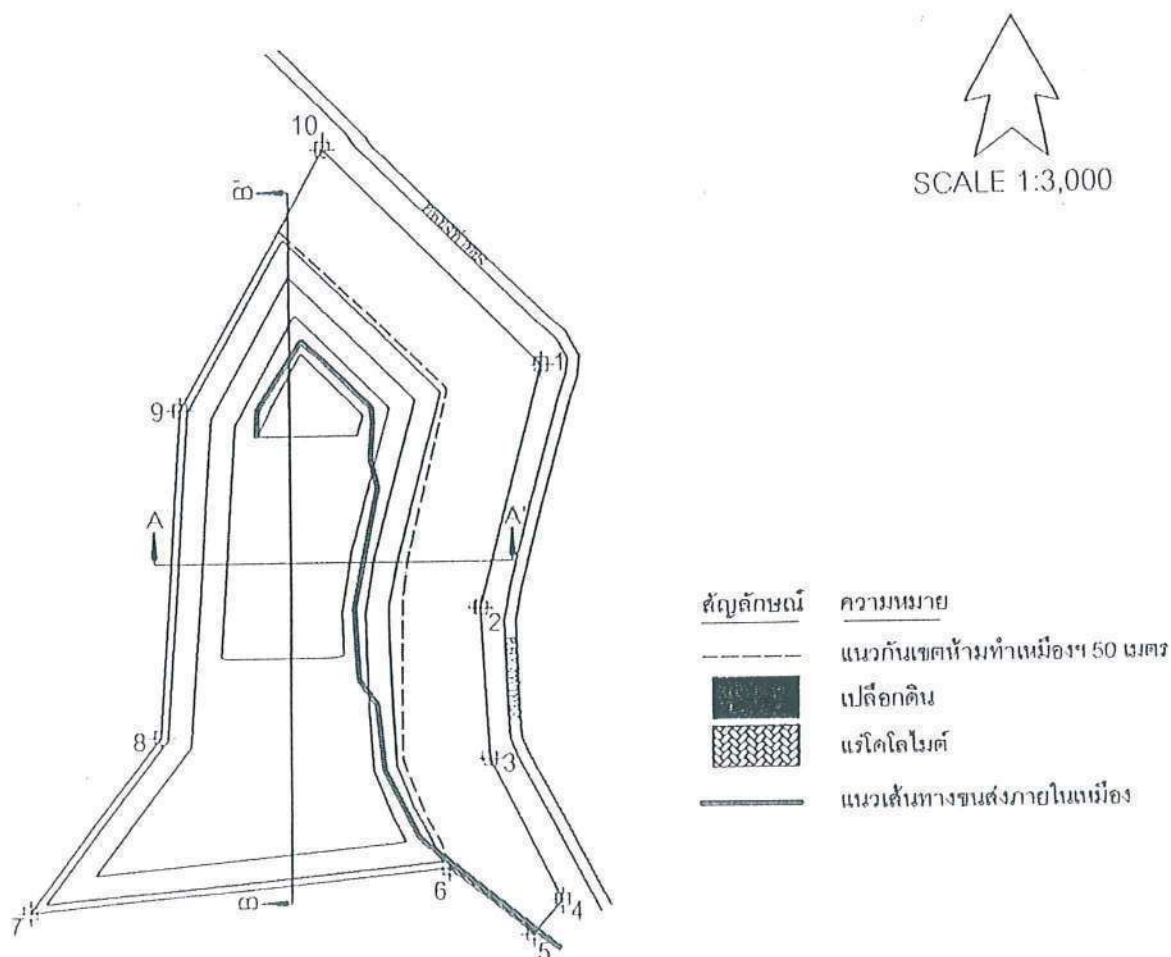 10
B'
SCALE 1:3,000
1
9
A
A'
2
สัญลักษณ์ ความหมาย
แนวกันเขตห้ามทำเหมืองฯ 50 เมตร
เปลือกดิน
แร่โดโลไมต์
แนวเส้นทางขนส่งภายในเหมือง
8
3
6
B
7
4
5